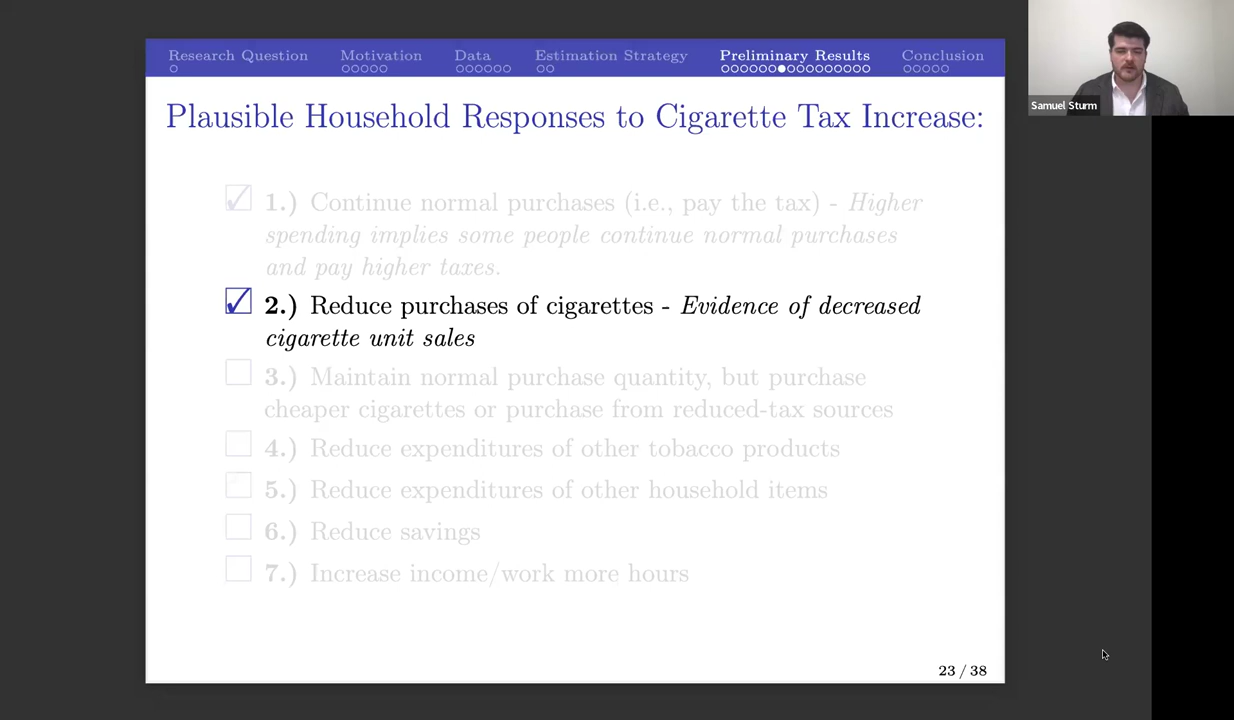 Research Question Motivation Data Estimation Strategy Preliminary Results Conclusion
Samuel Sturm
Plausible Household Responses to Cigarette Tax Increase:
1.) Continue normal purchases (i.e., pay the tax) - Higher
spending implies some people continue normal purchases
and pay higher taxes.
2.) Reduce purchases of cigarettes - Evidence of decreased
cigarette unit sales
3.) Maintain normal purchase quantity, but purchase
cheaper cigarettes or purchase from reduced-tax sources
4.) Reduce expenditures of other tobacco products
5.) Reduce expenditures of other household items
6.) Reduce savings
7.) Increase income/work more hours
23 / 38